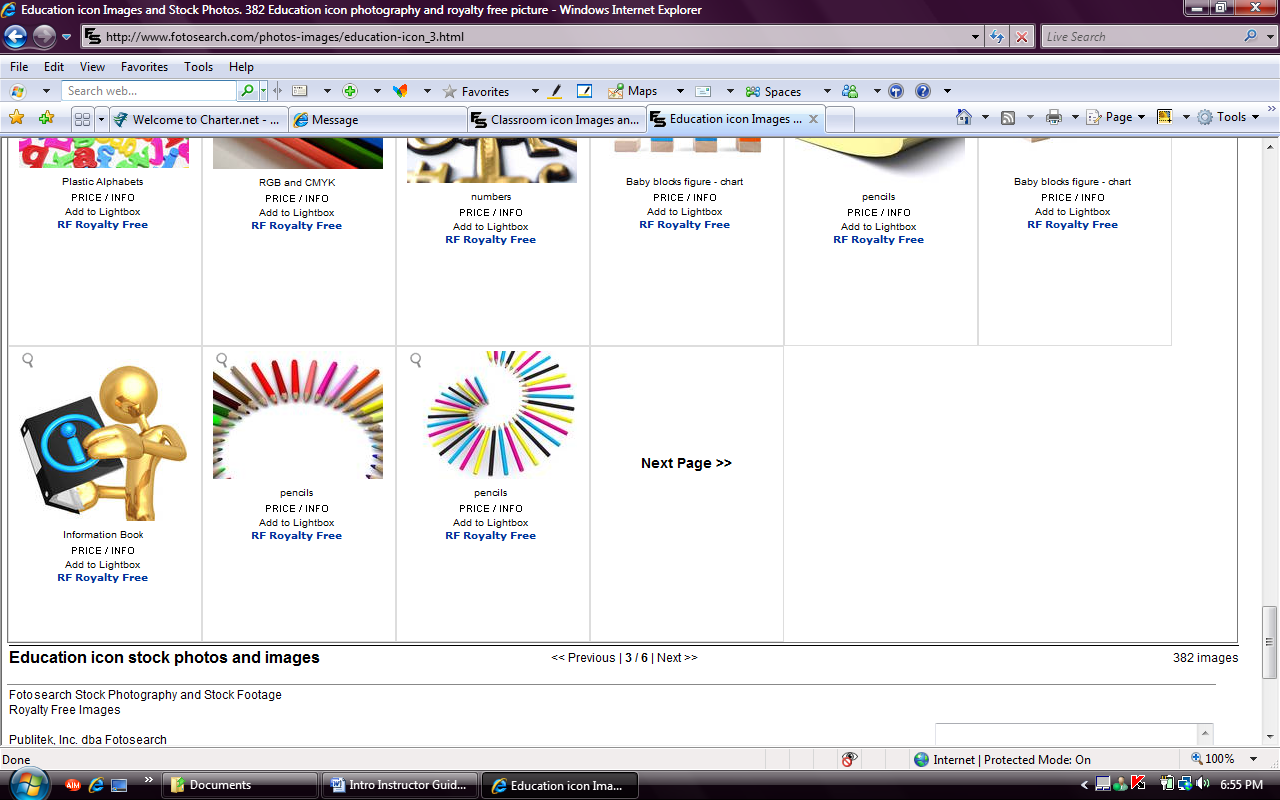 Education icon Images and Stock Photos. 382 Education icon photography and royalty free picture - Windows Internet Explorer
http://www.fotosearch.com/photos-images/education-icon_3.html
Live Search
File Edit View Favorites Tools Help
Search web...
Favorites
Maps
Spaces
Welcome to Charter.net - ...
Message
Classroom icon Images an...
Education icon Images ...
Page
Tools
Plastic Alphabets
PRICE / INFO
Add to Lightbox
RF Royalty Free
RGB and CMYK
PRICE / INFO
Add to Lightbox
RF Royalty Free
numbers
PRICE / INFO
Add to Lightbox
RF Royalty Free
Baby blocks figure - chart
PRICE / INFO
Add to Lightbox
RF Royalty Free
pencils
PRICE / INFO
Add to Lightbox
RF Royalty Free
Baby blocks figure - chart
PRICE / INFO
Add to Lightbox
RF Royalty Free
Information Book
PRICE / INFO
Add to Lightbox
RF Royalty Free
pencils
PRICE / INFO
Add to Lightbox
RF Royalty Free
pencils
PRICE / INFO
Add to Lightbox
RF Royalty Free
Next Page >>
Education icon stock photos and images
<< Previous | 3 / 6 | Next >>
382 images
Fotosearch Stock Photography and Stock Footage
Royalty Free Images
Publitek, Inc. dba Fotosearch
Done
Internet | Protected Mode: On
100%
AIM
Documents
Intro Instructor Guid...
Education icon Ima...
6:55 PM